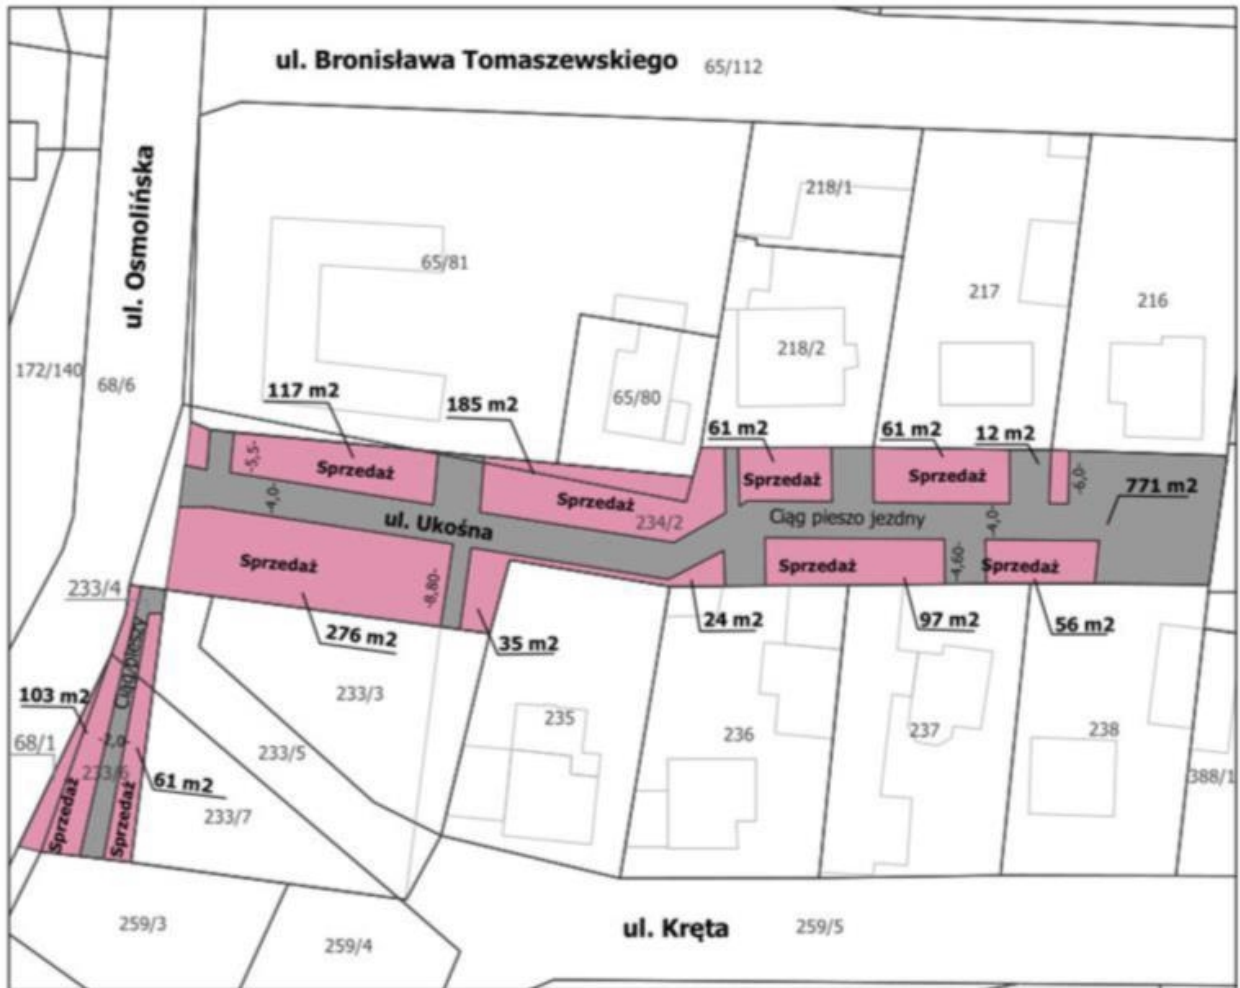 ul. Bronisława Tomaszewskiego
65/112
ul. Osmolińska
218/1
65/81
217
216
218/2
172/140
68/6
117 m2
185 m2
65/80
61 m2
61 m2
12 m2
-5,5-
Sprzedaż
-4,0-
Sprzedaż
234/2
Sprzedaż
Sprzedaż
-6,0-
771 m2
ul. Ukośna
Ciąg pieszo jezdny
-4,0-
Sprzedaż
-8,80-
Sprzedaż
-4,60-
Sprzedaż
233/4
276 m2
35 m2
24 m2
97 m2
56 m2
Ciąg pieszy
103 m2
233/3
235
236
237
238
68/1
-2,0-
233/6
61 m2
233/5
388/1
Sprzedaż
Sprzedaż
233/7
259/3
259/4
ul. Kręta
259/5